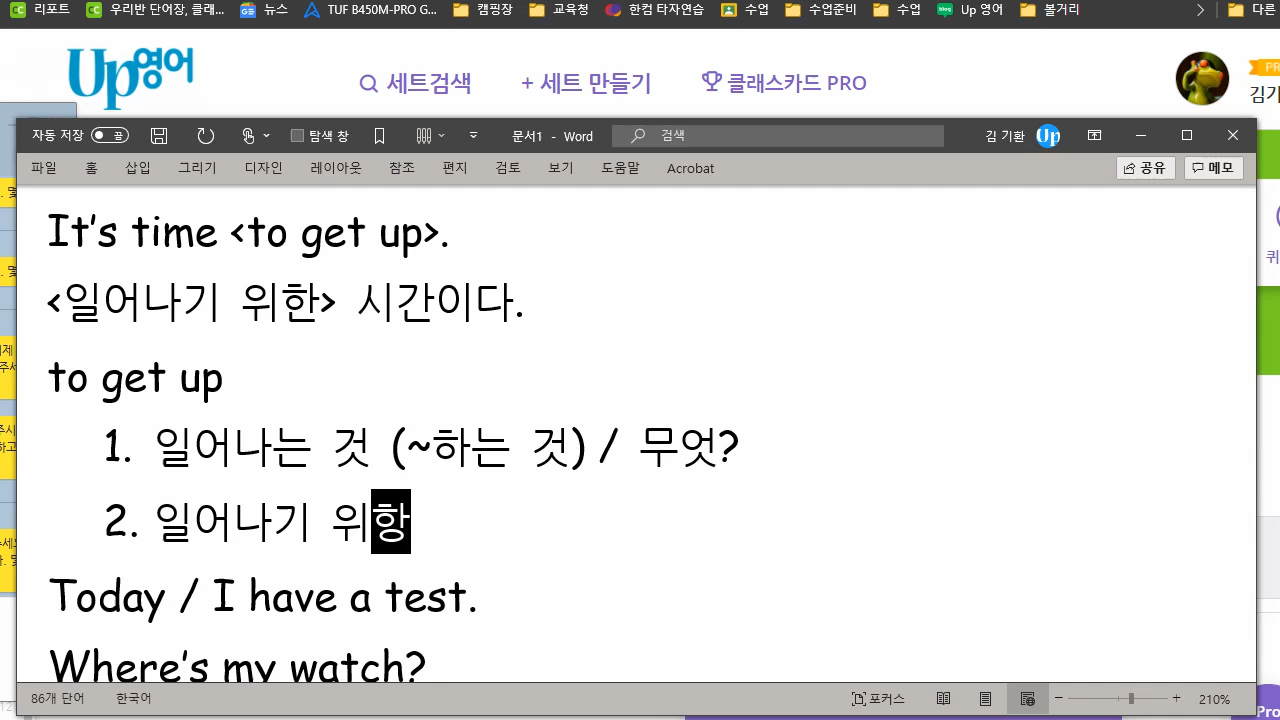 리포트 우리반 단어장, 클래... 뉴스 TUF B450M-PRO G... 캠핑장 교육청 한컴 타자연습 수업 수업준비 수업 Up 영어 볼거리 다른
Up영어 세트검색 + 세트 만들기 클래스카드 PRO
자동 저장 끔 탐색 창 문서1 - Word 검색 김 기환 Up
파일 홈 삽입 그리기 디자인 레이아웃 참조 편지 검토 보기 도움말 Acrobat 공유 메모
It's time <to get up>.
<일어나기 위한> 시간이다.
to get up
1. 일어나는 것 (~하는 것) / 무엇?
2. 일어나기 위항
Today / I have a test.
Where's my watch?
86개 단어 한국어 포커스 210%